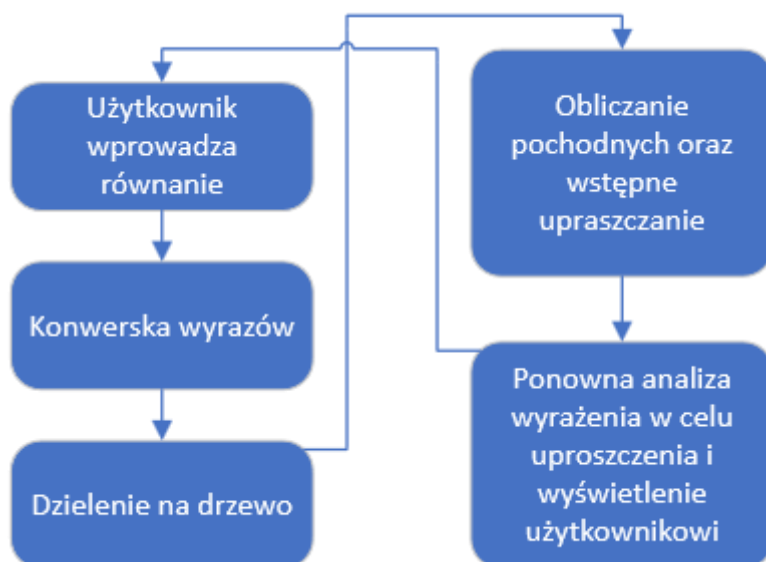 Użytkownik
wprowadza
równanie
Konwerska wyrazów
Dzielenie na drzewo
Obliczanie
pochodnych oraz
wstępne
upraszczanie
Ponowna analiza
wyrażenia w celu
uproszczenia i
wyświetlenie
użytkownikowi